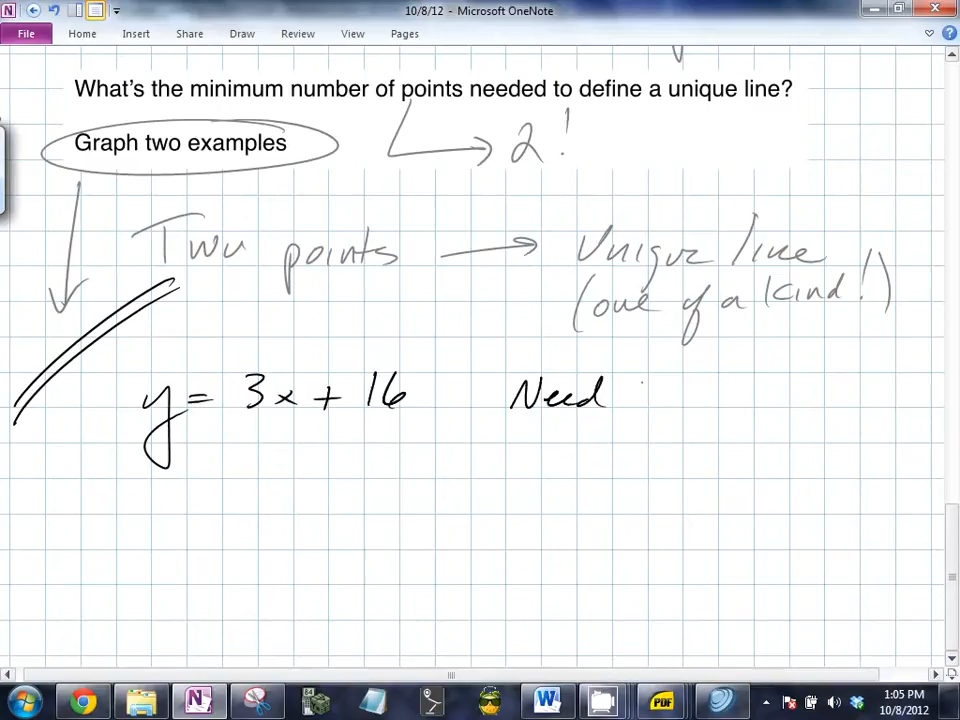 10/8/12 - Microsoft OneNote
File Home Insert Share Draw Review View Pages
What's the minimum number of points needed to define a unique line?
Graph two examples
2!
Two points → Unique line
(one of a kind!)
y = 3x + 16 Need
1:05 PM
10/8/2012